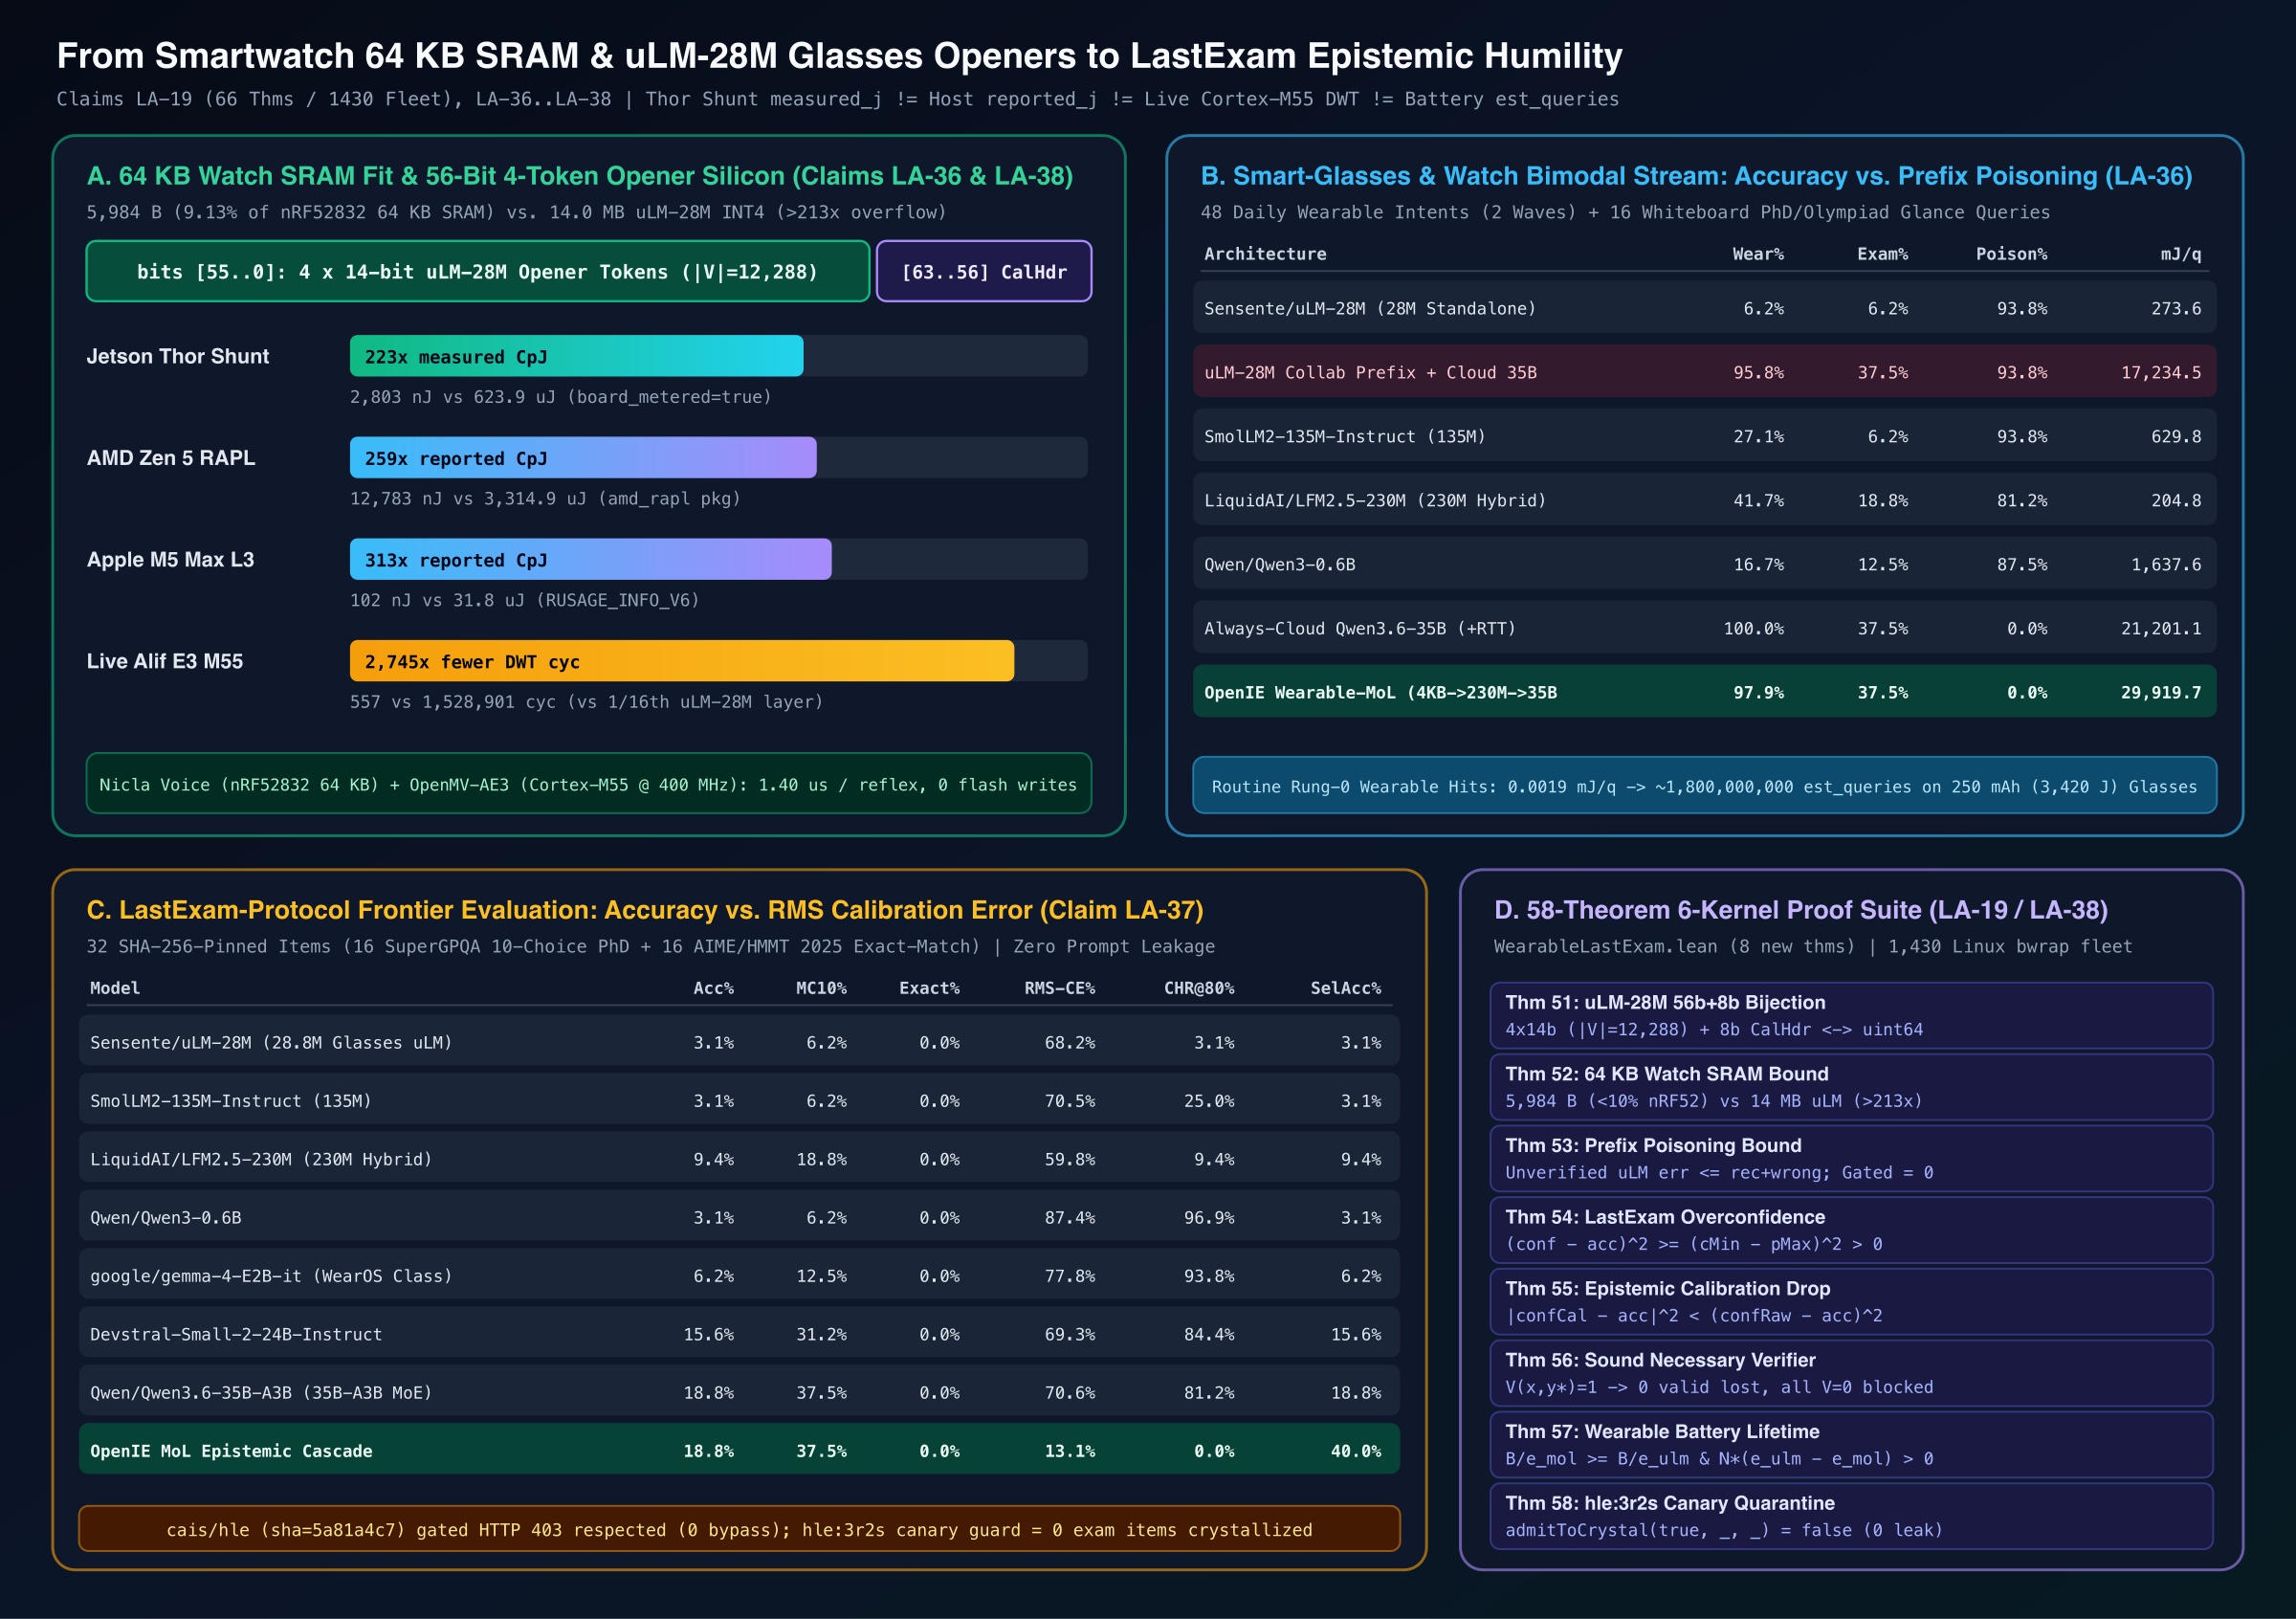 From Smartwatch 64 KB SRAM & uLM-28M Glasses Openers to LastExam Epistemic Humility
Claims LA-19 (66 Thms / 1430 Fleet), LA-36..LA-38 | Thor Shunt measured_j != Host reported_j != Live Cortex-M55 DWT != Battery est_queries
A. 64 KB Watch SRAM Fit & 56-Bit 4-Token Opener Silicon (Claims LA-36 & LA-38)
5,984 B (9.13% of nRF52832 64 KB SRAM) vs. 14.0 MB uLM-28M INT4 (>213x overflow)
bits [55..0]: 4 x 14-bit uLM-28M Opener Tokens (|V|=12,288) [63..56] CalHdr
Jetson Thor Shunt 223x measured CpJ
2,803 nJ vs 623.9 uJ (board_metered=true)
AMD Zen 5 RAPL 259x reported CpJ
12,783 nJ vs 3,314.9 uJ (amd_rapl pkg)
Apple M5 Max L3 313x reported CpJ
102 nJ vs 31.8 uJ (RUSAGE_INFO_V6)
Live Alif E3 M55 2,745x fewer DWT cyc
557 vs 1,528,901 cyc (vs 1/16th uLM-28M layer)
Nicla Voice (nRF52832 64 KB) + OpenMV-AE3 (Cortex-M55 @ 400 MHz): 1.40 us / reflex, 0 flash writes
B. Smart-Glasses & Watch Bimodal Stream: Accuracy vs. Prefix Poisoning (LA-36)
48 Daily Wearable Intents (2 Waves) + 16 Whiteboard PhD/Olympiad Glance Queries
Architecture Wear% Exam% Poison% mJ/q
Sensente/uLM-28M (28M Standalone) 6.2% 6.2% 93.8% 273.6
uLM-28M Collab Prefix + Cloud 35B 95.8% 37.5% 93.8% 17,234.5
SmolLM2-135M-Instruct (135M) 27.1% 6.2% 93.8% 629.8
LiquidAI/LFM2.5-230M (230M Hybrid) 41.7% 18.8% 81.2% 204.8
Qwen/Qwen3-0.6B 16.7% 12.5% 87.5% 1,637.6
Always-Cloud Qwen3.6-35B (+RTT) 100.0% 37.5% 0.0% 21,201.1
OpenIE Wearable-MoL (4KB->230M->35B 97.9% 37.5% 0.0% 29,919.7
Routine Rung-0 Wearable Hits: 0.0019 mJ/q -> ~1,800,000,000 est_queries on 250 mAh (3,420 J) Glasses
C. LastExam-Protocol Frontier Evaluation: Accuracy vs. RMS Calibration Error (Claim LA-37)
32 SHA-256-Pinned Items (16 SuperGPQA 10-Choice PhD + 16 AIME/HMMT 2025 Exact-Match) | Zero Prompt Leakage
Model Acc% MC10% Exact% RMS-CE% CHR@80% SelAcc%
Sensente/uLM-28M (28.8M Glasses uLM) 3.1% 6.2% 0.0% 68.2% 3.1% 3.1%
SmolLM2-135M-Instruct (135M) 3.1% 6.2% 0.0% 70.5% 25.0% 3.1%
LiquidAI/LFM2.5-230M (230M Hybrid) 9.4% 18.8% 0.0% 59.8% 9.4% 9.4%
Qwen/Qwen3-0.6B 3.1% 6.2% 0.0% 87.4% 96.9% 3.1%
google/gemma-4-E2B-it (WearOS Class) 6.2% 12.5% 0.0% 77.8% 93.8% 6.2%
Devstral-Small-2-24B-Instruct 15.6% 31.2% 0.0% 69.3% 84.4% 15.6%
Qwen/Qwen3.6-35B-A3B (35B-A3B MoE) 18.8% 37.5% 0.0% 70.6% 81.2% 18.8%
OpenIE MoL Epistemic Cascade 18.8% 37.5% 0.0% 13.1% 0.0% 40.0%
cais/hle (sha=5a81a4c7) gated HTTP 403 respected (0 bypass); hle:3r2s canary guard = 0 exam items crystallized
D. 58-Theorem 6-Kernel Proof Suite (LA-19 / LA-38)
WearableLastExam.lean (8 new thms) | 1,430 Linux bwrap fleet
Thm 51: uLM-28M 56b+8b Bijection
4x14b (|V|=12,288) + 8b CalHdr <-> uint64
Thm 52: 64 KB Watch SRAM Bound
5,984 B (<10% nRF52) vs 14 MB uLM (>213x)
Thm 53: Prefix Poisoning Bound
Unverified uLM err <= rec+wrong; Gated = 0
Thm 54: LastExam Overconfidence
(conf - acc)^2 >= (cMin - pMax)^2 > 0
Thm 55: Epistemic Calibration Drop
|confCal - acc|^2 < (confRaw - acc)^2
Thm 56: Sound Necessary Verifier
V(x,y*)=1 -> 0 valid lost, all V=0 blocked
Thm 57: Wearable Battery Lifetime
B/e_mol >= B/e_ulm & N*(e_ulm - e_mol) > 0
Thm 58: hle:3r2s Canary Quarantine
admitToCrystal(true, _, _) = false (0 leak)